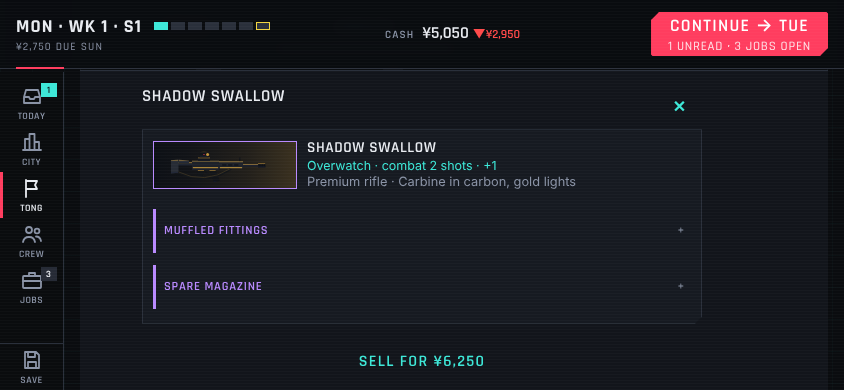 MON · WK 1 · S1
¥2,750 DUE SUN
CASH ¥5,050 ▼¥2,950
CONTINUE → TUE
1 UNREAD · 3 JOBS OPEN
1
TODAY
CITY
TONG
CREW
3
JOBS
SAVE
SHADOW SWALLOW
×
SHADOW SWALLOW
Overwatch · combat 2 shots · +1
Premium rifle · Carbine in carbon, gold lights
MUFFLED FITTINGS +
SPARE MAGAZINE +
SELL FOR ¥6,250